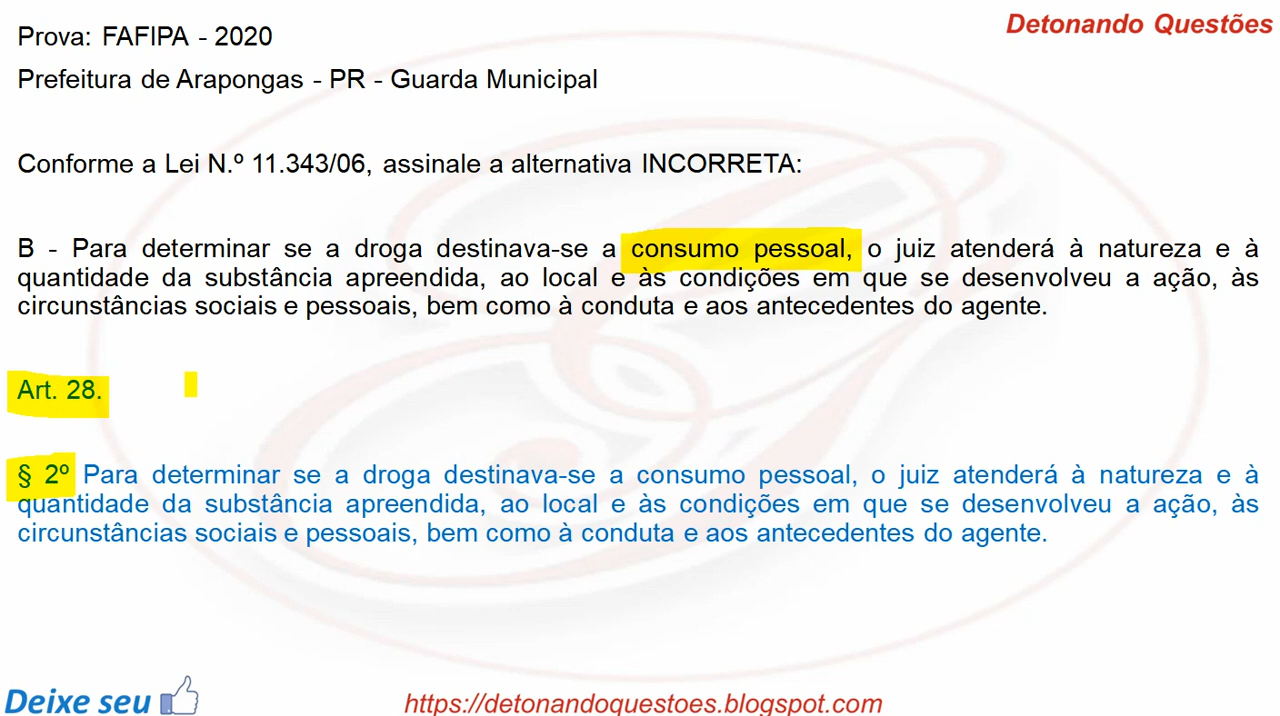 Prova: FAFIPA - 2020
Detonando Questões
Prefeitura de Arapongas - PR - Guarda Municipal
Conforme a Lei N.º 11.343/06, assinale a alternativa INCORRETA:
B - Para determinar se a droga destinava-se a consumo pessoal, o juiz atenderá à natureza e à
quantidade da substância apreendida, ao local e às condições em que se desenvolveu a ação, às
circunstâncias sociais e pessoais, bem como à conduta e aos antecedentes do agente.
Art. 28.
§ 2º Para determinar se a droga destinava-se a consumo pessoal, o juiz atenderá à natureza e à
quantidade da substância apreendida, ao local e às condições em que se desenvolveu a ação, às
circunstâncias sociais e pessoais, bem como à conduta e aos antecedentes do agente.
Deixe seu
https://detonandoquestoes.blogspot.com